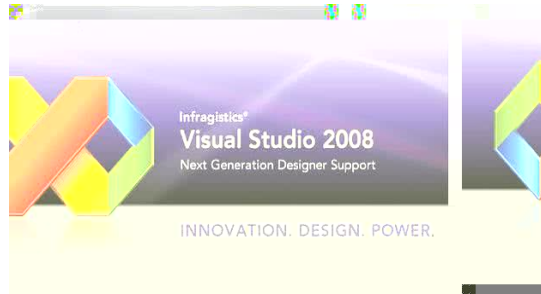 Infragistics®
Visual Studio 2008
Next Generation Designer Support
INNOVATION. DESIGN. POWER.